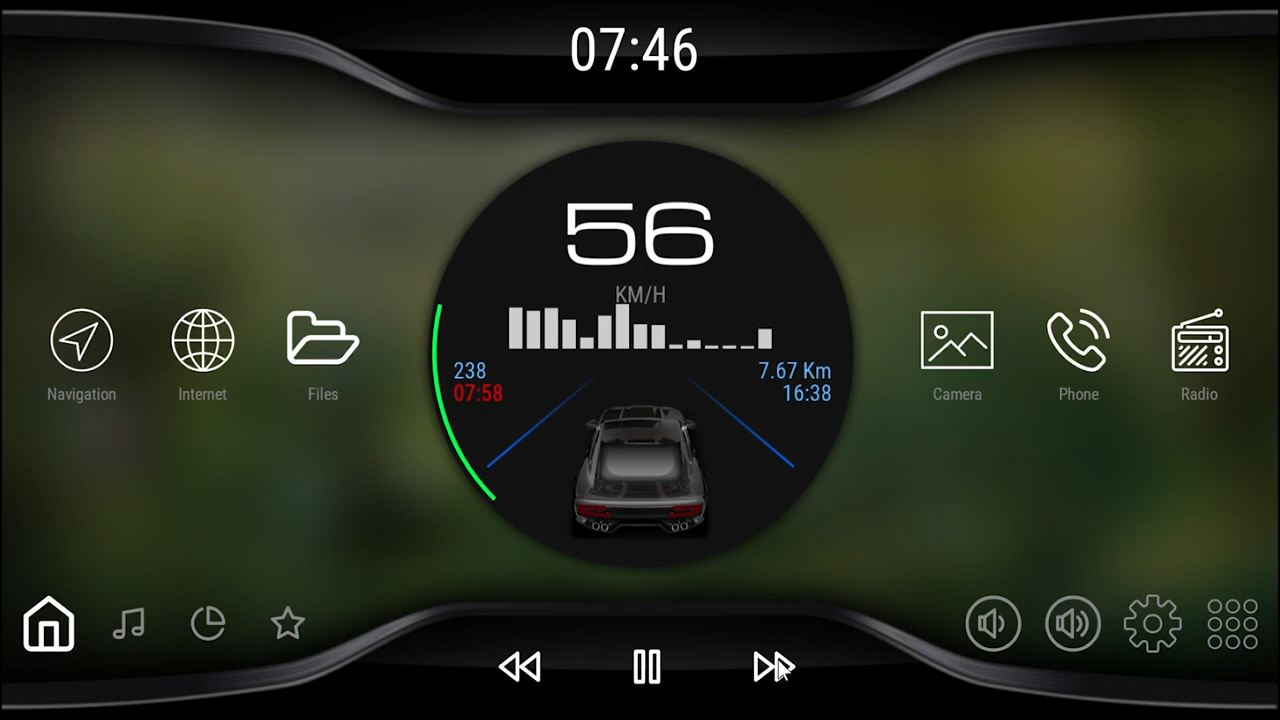 07:46
56
KM/H
238
7.67 Km
07:58
16:38
Navigation
Internet
Files
Camera
Phone
Radio